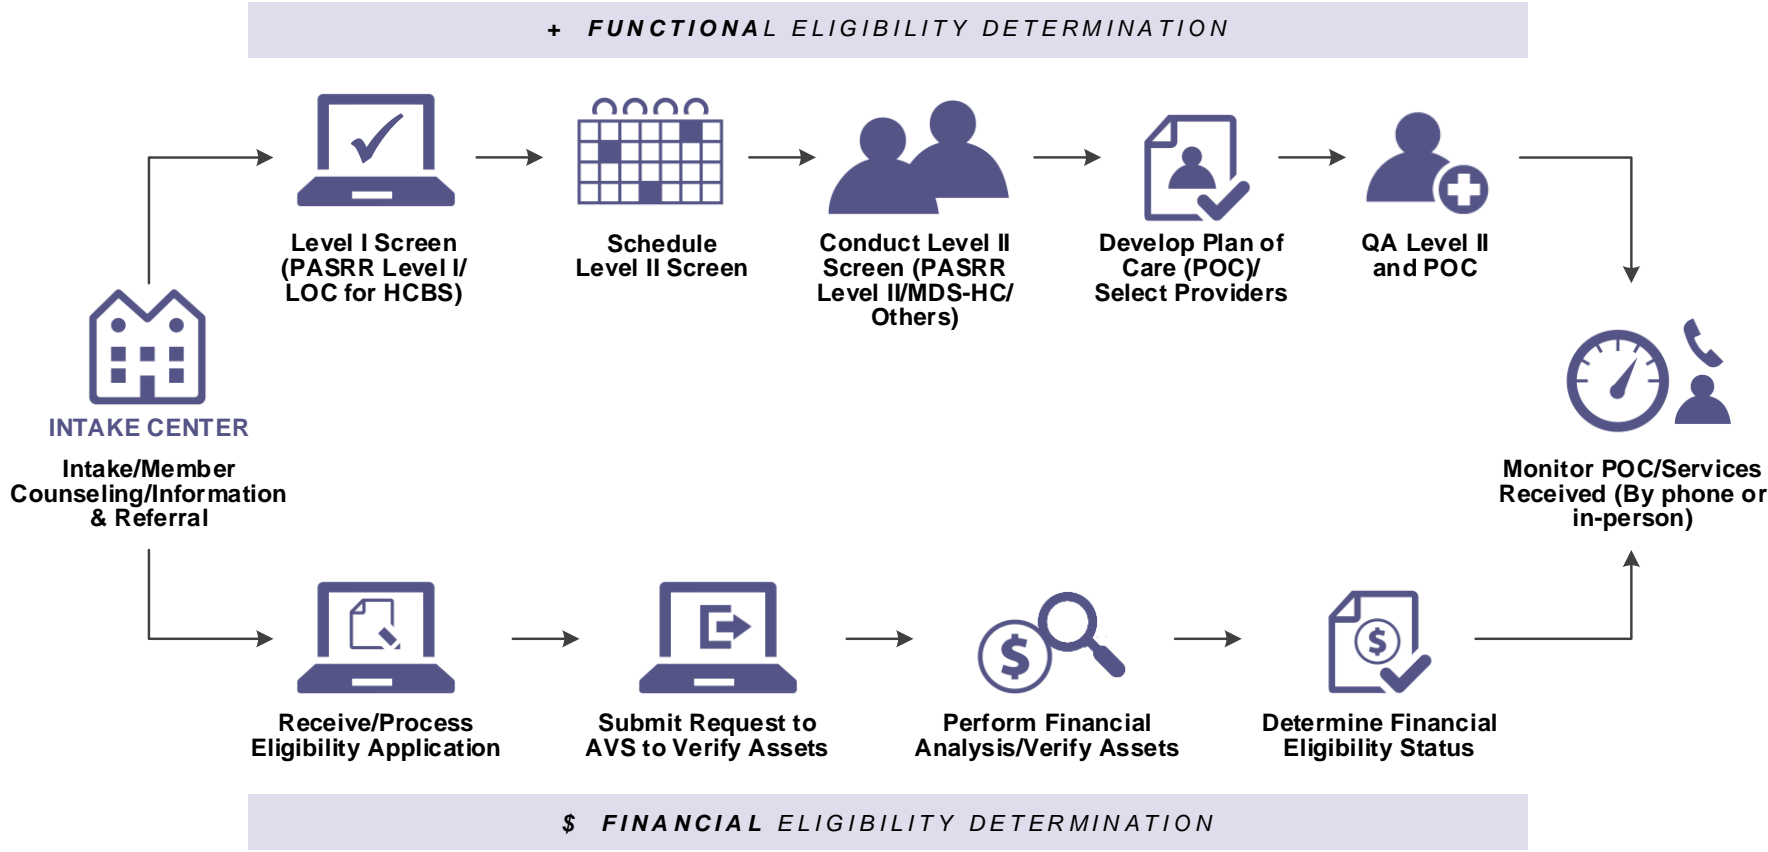 + FUNCTIONAL ELIGIBILITY DETERMINATION
Level I Screen
(PASRR Level I/
LOC for HCBS)
Schedule
Level II Screen
Conduct Level II
Screen (PASRR
Level II/MDS-HC/
Others)
Develop Plan of
Care (POC)/
Select Providers
QA Level II
and POC
INTAKE CENTER
Intake/Member
Counseling/Information
& Referral
Monitor POC/Services
Received (By phone or
in-person)
$
$
Receive/Process
Eligibility Application
Submit Request to
AVS to Verify Assets
Perform Financial
Analysis/Verify Assets
Determine Financial
Eligibility Status
$ FINANCIAL ELIGIBILITY DETERMINATION